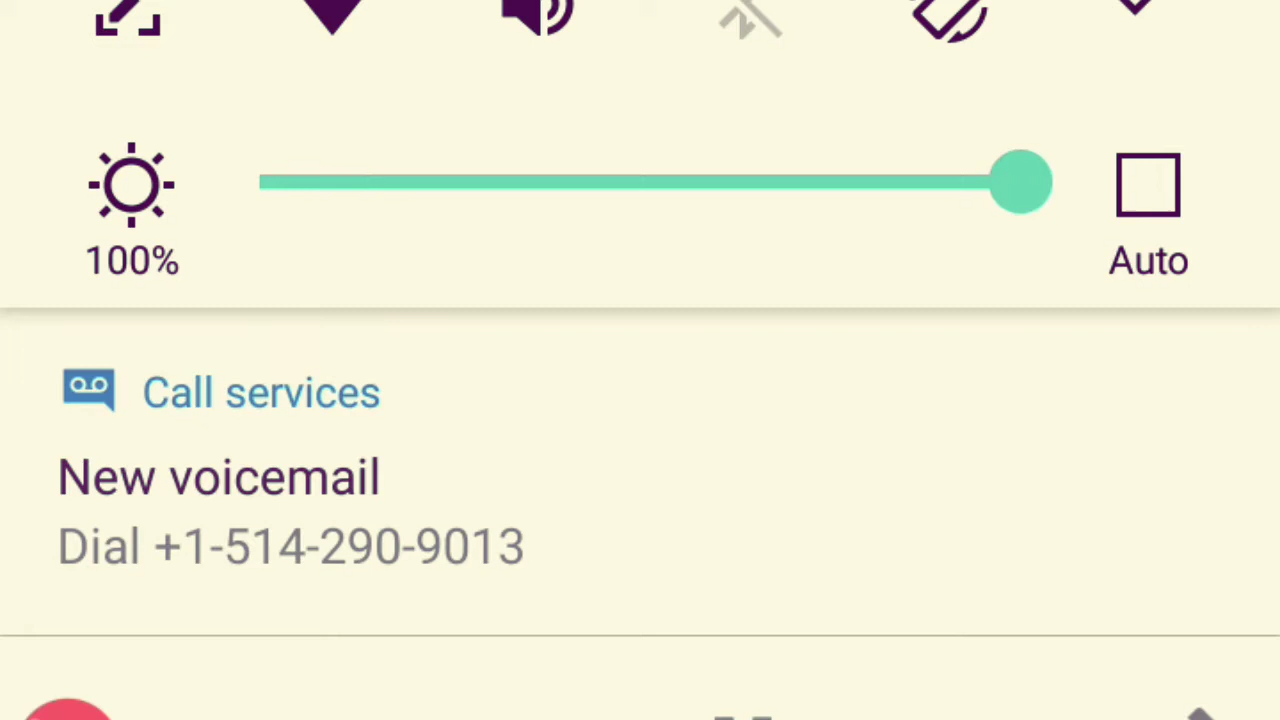 100%
Auto
Call services
New voicemail
Dial +1-514-290-9013